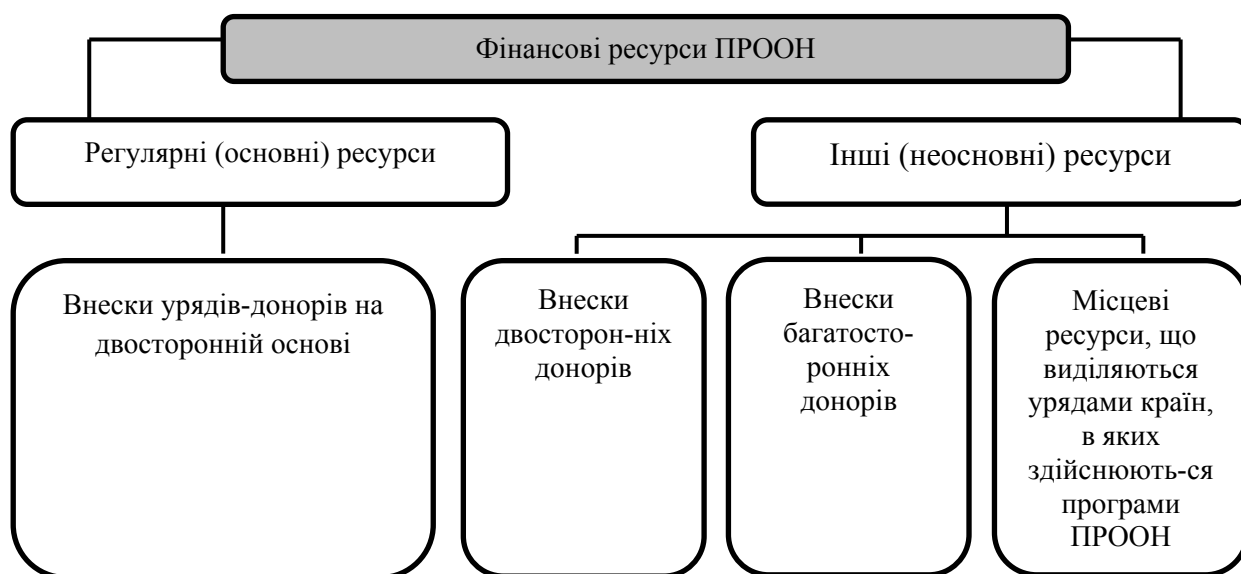 Фінансові ресурси ПРООН
Регулярні (основні) ресурси
Інші (неосновні) ресурси
Внески урядів-донорів на
двосторонній основі
Внески
двосторон-ніх
донорів
Внески
багатосто-
ронніх
донорів
Місцеві
ресурси, що
виділяються
урядами країн,
в яких
здійснюють-ся
програми
ПРООН